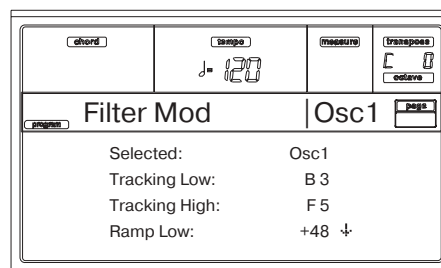 chord tempo measure transpose
♩= 120 C 0
octave
Filter Mod Osc1 page
program
Selected: Osc1
Tracking Low: B 3
Tracking High: F 5
Ramp Low: +48